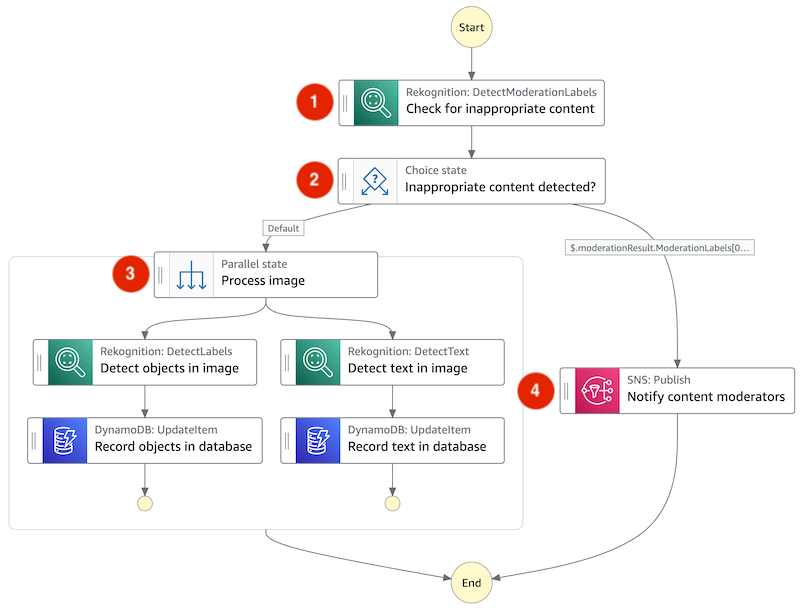 Start
1
Rekognition: DetectModerationLabels
Check for inappropriate content
2
Choice state
Inappropriate content detected?
Default
$.moderationResult.ModerationLabels[0...
3
Parallel state
Process image
Rekognition: DetectLabels
Detect objects in image
Rekognition: DetectText
Detect text in image
4
SNS: Publish
Notify content moderators
DynamoDB: UpdateItem
Record objects in database
DynamoDB: UpdateItem
Record text in database
End